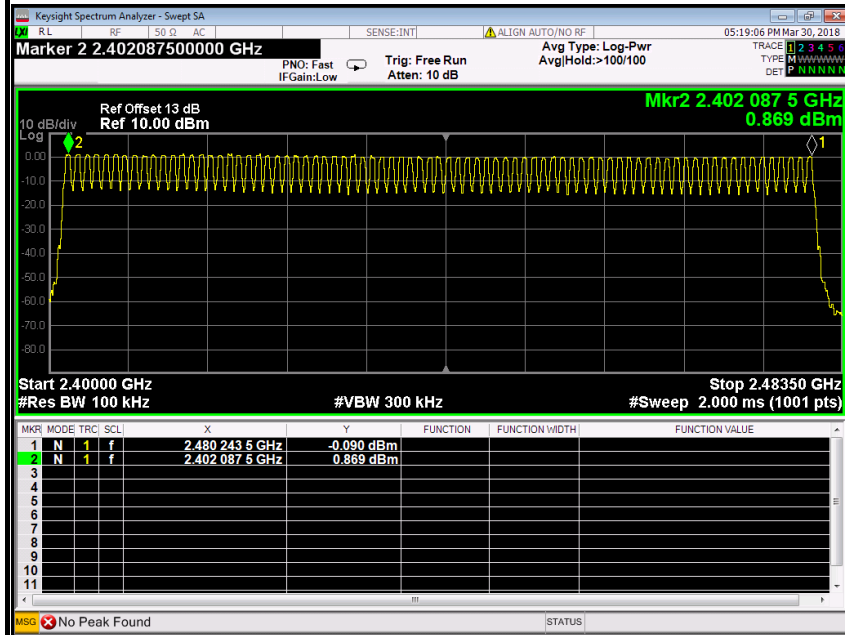 Keysight Spectrum Analyzer - Swept SA
LXI RL RF 50 Ω AC SENSE:INT ALIGN AUTO/NO RF 05:19:06 PM Mar 30, 2018
Marker 2 2.402087500000 GHz
PNO: Fast
IFGain:Low
Trig: Free Run
Atten: 10 dB
Avg Type: Log-Pwr
Avg|Hold:>100/100
TRACE 1 2 3 4 5 6
TYPE M WWWWW
DET P N N N N N
Mkr2 2.402 087 5 GHz
0.869 dBm
Ref Offset 13 dB
10 dB/div Ref 10.00 dBm
Log
2
1
0.00
-10.0
-20.0
-30.0
-40.0
-50.0
-60.0
-70.0
-80.0
Start 2.40000 GHz Stop 2.48350 GHz
#Res BW 100 kHz #VBW 300 kHz #Sweep 2.000 ms (1001 pts)
MKR MODE TRC SCL X Y FUNCTION FUNCTION WIDTH FUNCTION VALUE
1 N 1 f 2.480 243 5 GHz -0.090 dBm
2 N 1 f 2.402 087 5 GHz 0.869 dBm
3
4
5
6
7
8
9
10
11
MSG No Peak Found STATUS